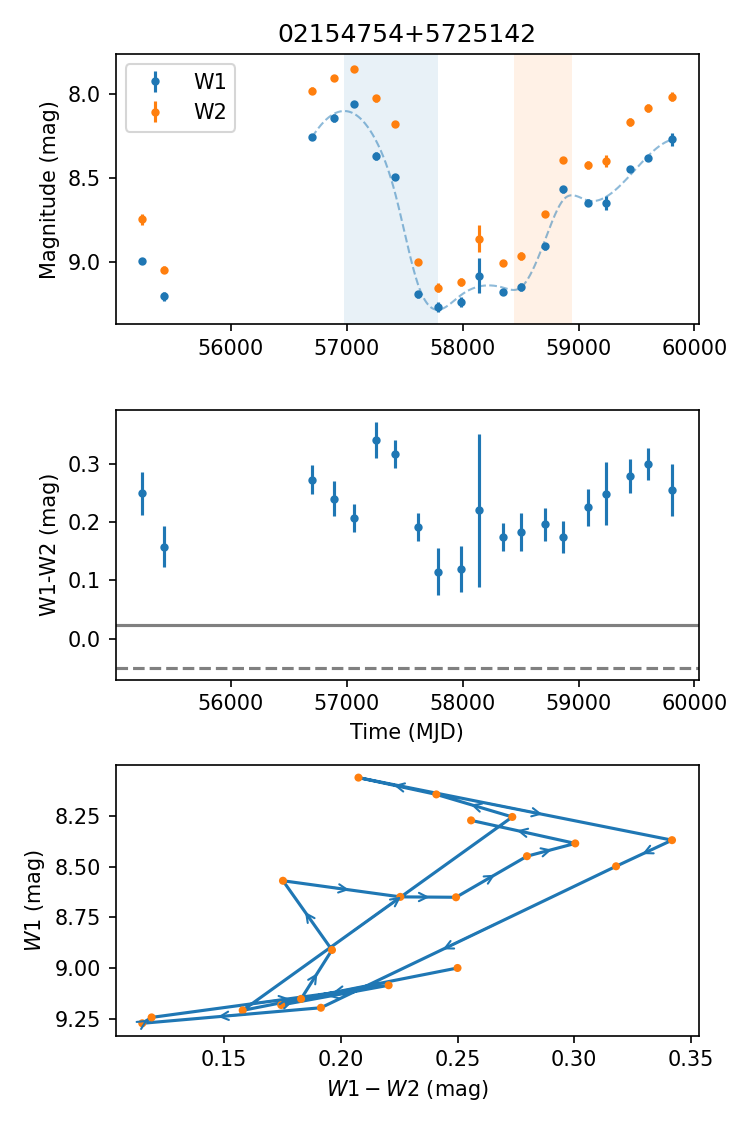 02154754+5725142
W1
W2
Magnitude (mag)
8.0
8.5
9.0
56000 57000 58000 59000 60000
W1-W2 (mag)
0.3
0.2
0.1
0.0
56000 57000 58000 59000 60000
Time (MJD)
W1 (mag)
8.25
8.50
8.75
9.00
9.25
0.15 0.20 0.25 0.30 0.35
W1 − W2 (mag)